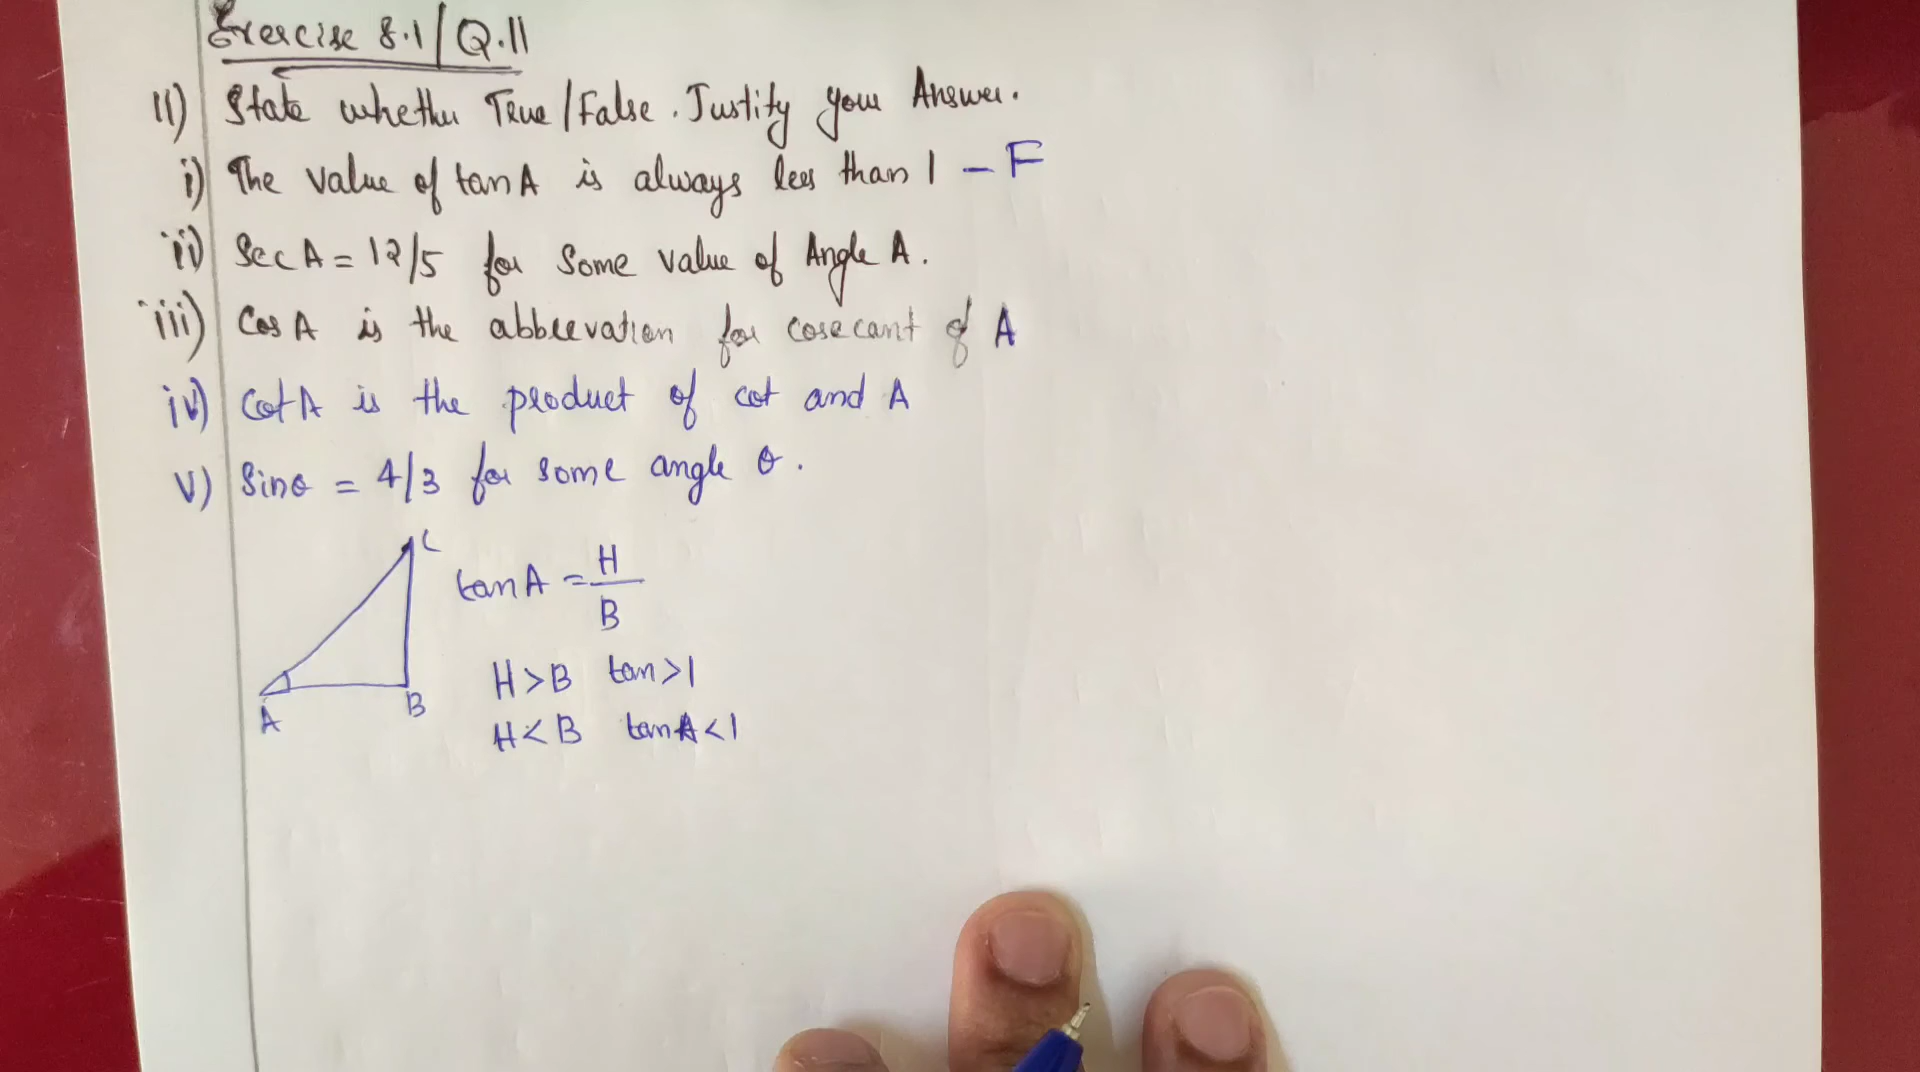 Exercise 8.1/Q.11
11) State whether True/False. Justify your Answer.
i) The value of tan A is always less than 1 - F
ii) Sec A = 12/5 for Some value of Angle A.
iii) Cos A is the abbrevation for cosecant of A
iv) Cot A is the product of cot and A
v) Sinθ = 4/3 for some angle θ.
C
A
B
tan A = H/B
H > B tan > 1
H < B tan A < 1